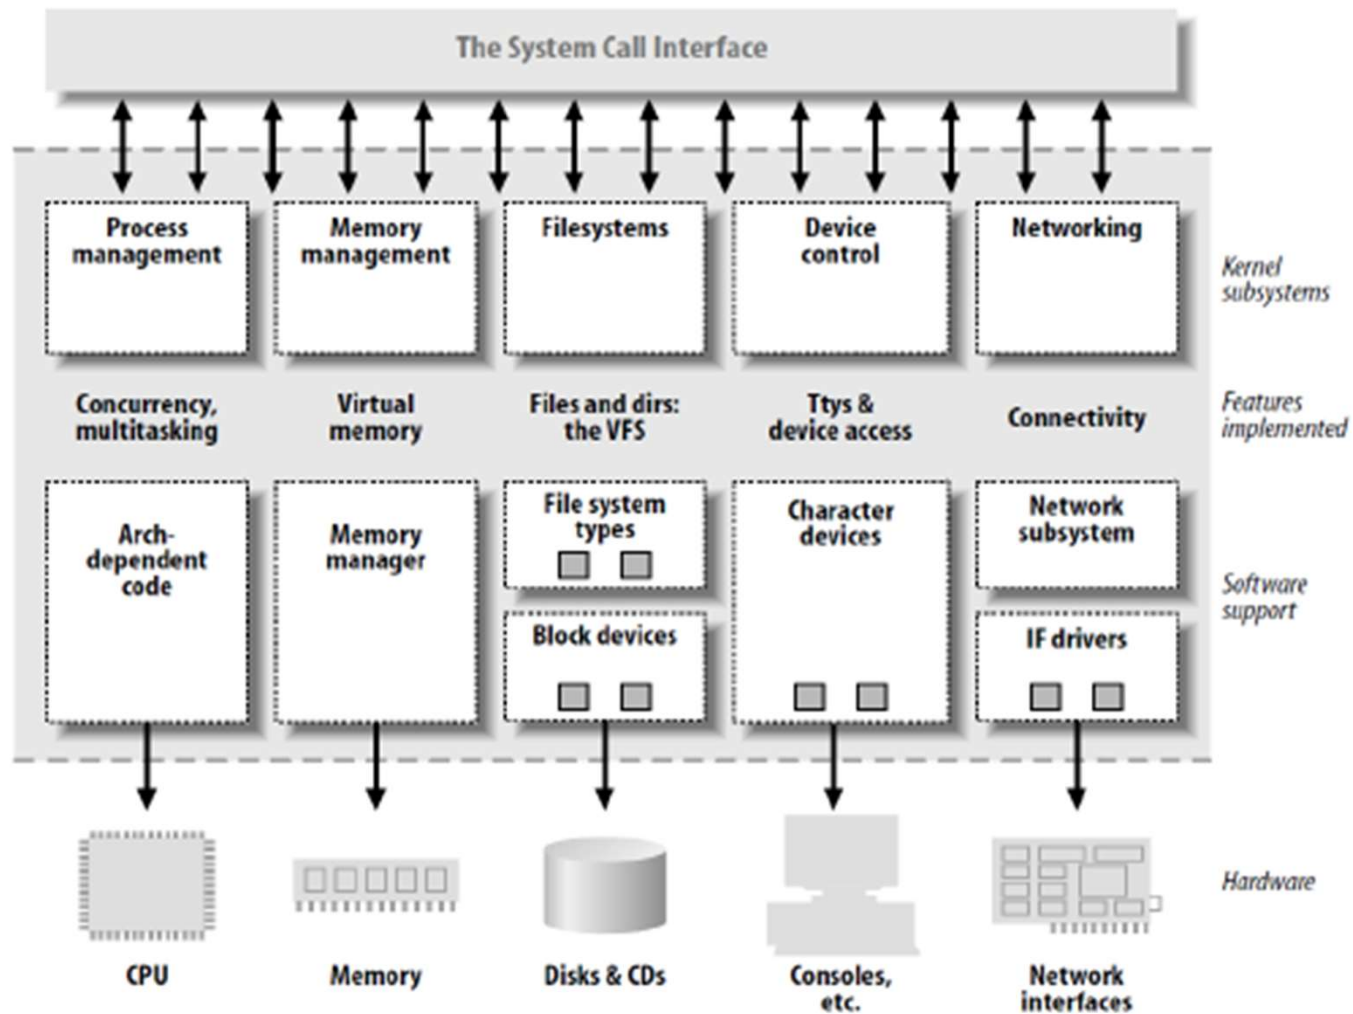 The System Call Interface
Process
management
Memory
management
Filesystems
Device
control
Networking
Kernel
subsystems
Concurrency,
multitasking
Virtual
memory
Files and dirs:
the VFS
Ttys &
device access
Connectivity
Features
implemented
Arch-
dependent
code
Memory
manager
File system
types
Block devices
Character
devices
Network
subsystem
IF drivers
Software
support
Hardware
CPU
Memory
Disks & CDs
Consoles,
etc.
Network
interfaces